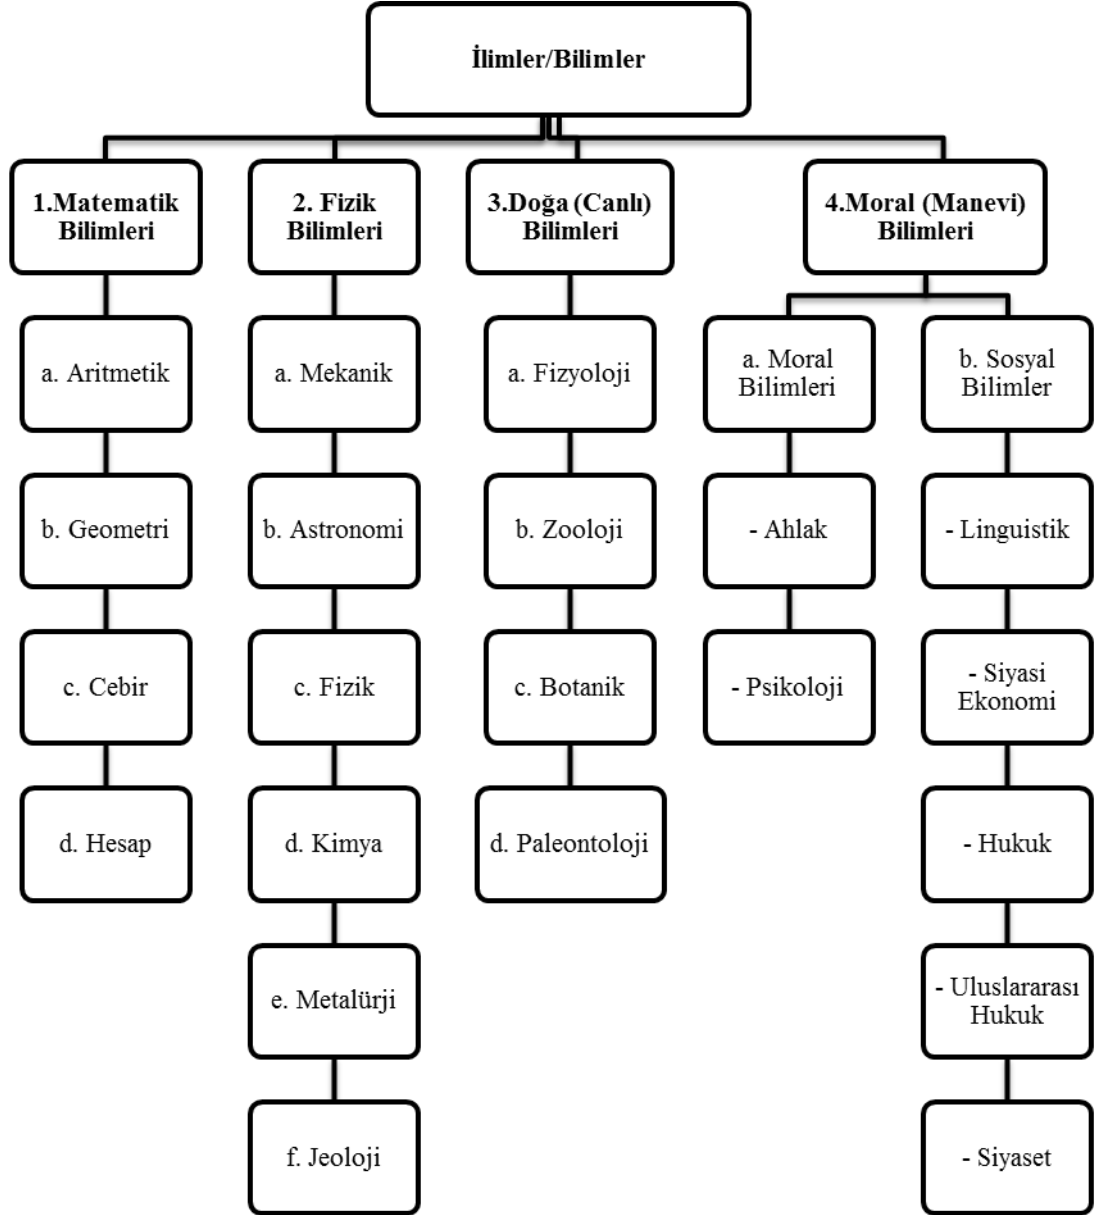 İlimler/Bilimler
1.Matematik
Bilimleri
2. Fizik
Bilimleri
3.Doğa (Canlı)
Bilimleri
4.Moral (Manevi)
Bilimleri
a. Aritmetik
b. Geometri
c. Cebir
d. Hesap
a. Mekanik
b. Astronomi
c. Fizik
d. Kimya
e. Metalürji
f. Jeoloji
a. Fizyoloji
b. Zooloji
c. Botanik
d. Paleontoloji
a. Moral
Bilimleri
- Ahlak
- Psikoloji
b. Sosyal
Bilimler
- Linguistik
- Siyasi
Ekonomi
- Hukuk
- Uluslararası
Hukuk
- Siyaset